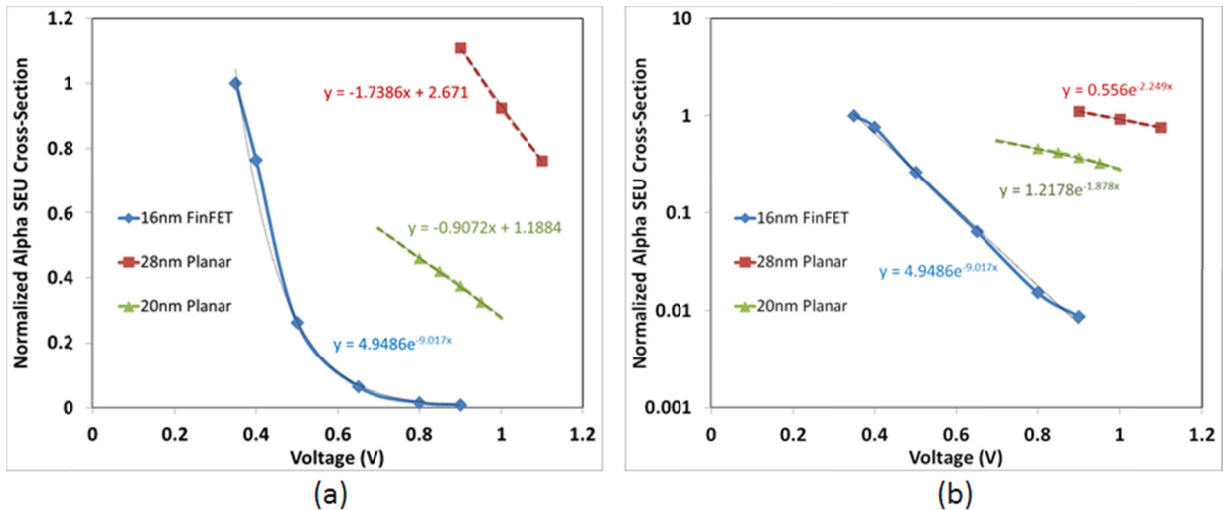 Normalized Alpha SEU Cross-Section
1.2
1
0.8
0.6
0.4
0.2
0
y = -1.7386x + 2.671
y = -0.9072x + 1.1884
y = 4.9486e-9.017x
16nm FinFET
28nm Planar
20nm Planar
0 0.2 0.4 0.6 0.8 1 1.2
Voltage (V)
(a)
Normalized Alpha SEU Cross-Section
10
1
0.1
0.01
0.001
y = 0.556e-2.249x
y = 1.2178e-1.878x
y = 4.9486e-9.017x
16nm FinFET
28nm Planar
20nm Planar
0 0.2 0.4 0.6 0.8 1 1.2
Voltage (V)
(b)